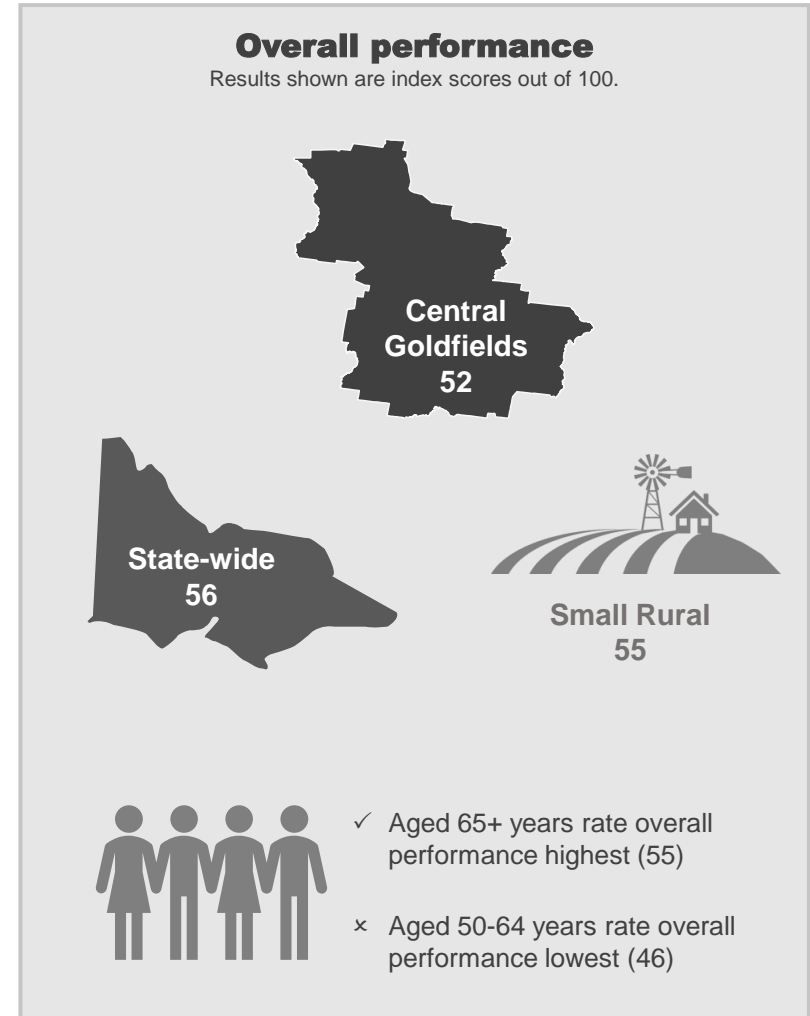 Overall performance
Results shown are index scores out of 100.
Central
Goldfields
52
State-wide
56
Small Rural
55
✓ Aged 65+ years rate overall
performance highest (55)
× Aged 50-64 years rate overall
performance lowest (46)